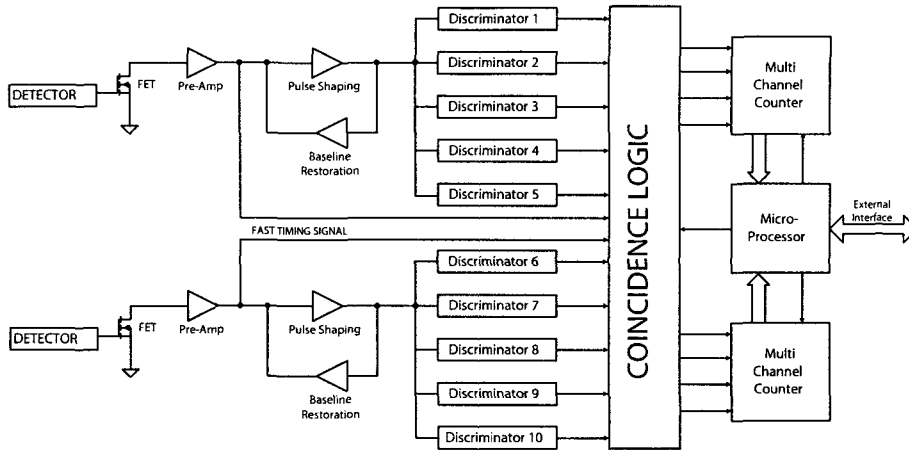 DETECTOR
FET
Pre-Amp
Pulse Shaping
Baseline
Restoration
Discriminator 1
Discriminator 2
Discriminator 3
Discriminator 4
Discriminator 5
FAST TIMING SIGNAL
DETECTOR
FET
Pre-Amp
Pulse Shaping
Baseline
Restoration
Discriminator 6
Discriminator 7
Discriminator 8
Discriminator 9
Discriminator 10
COINCIDENCE LOGIC
Multi
Channel
Counter
Micro-
Processor
External
Interface
Multi
Channel
Counter